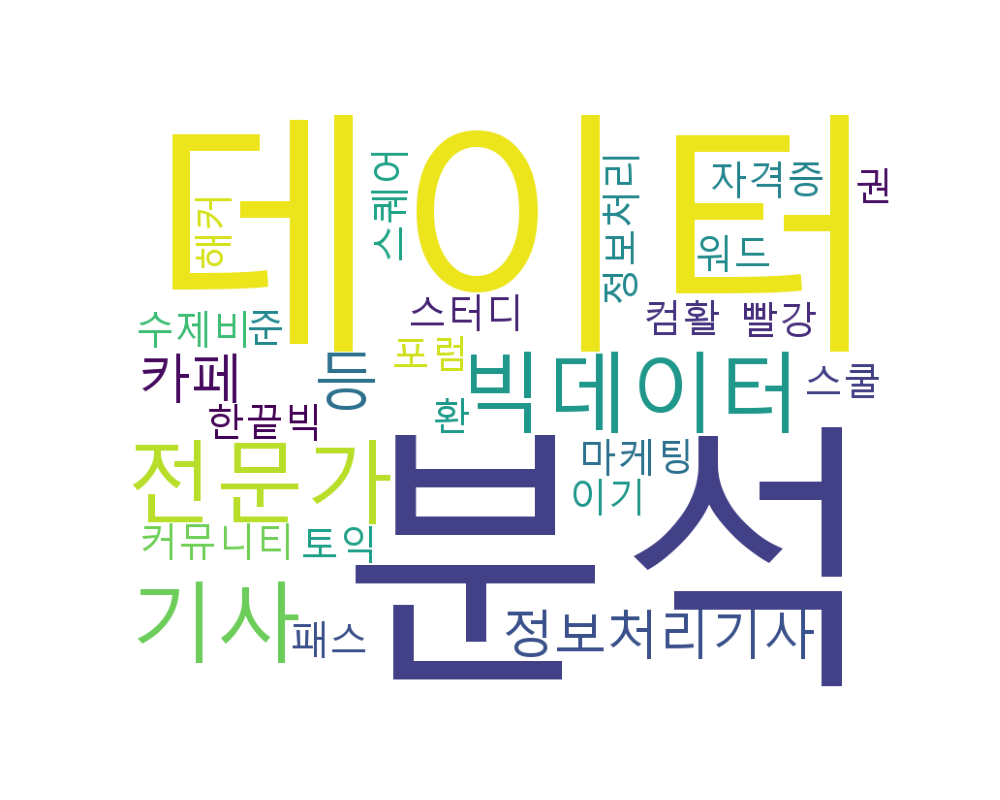 데이터
스퀘어
정보처리
자격증
권
해커
워드
수제비
준
스터디
컴활
빨강
포럼
카페
등
빅데이터
스쿨
한끝빅
환
전문가
분석
마케팅
이기
커뮤니티
토익
기사
패스
정보처리기사